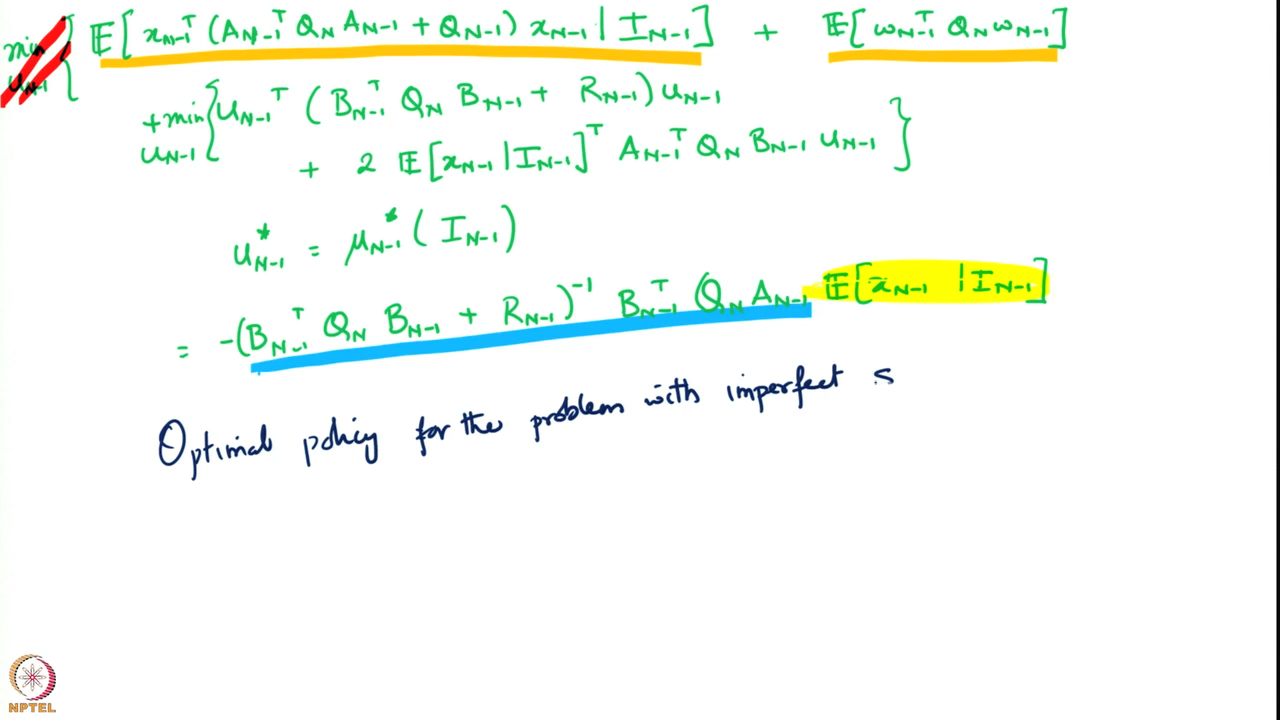 min { E[ x_{N-1}^T (A_{N-1}^T Q_N A_{N-1} + Q_{N-1}) x_{N-1} | I_{N-1} ] + E[ w_{N-1}^T Q_N w_{N-1} ]
u_{N-1}
+ min { u_{N-1}^T ( B_{N-1}^T Q_N B_{N-1} + R_{N-1} ) u_{N-1}
u_{N-1}
+ 2 E[ x_{N-1} | I_{N-1} ]^T A_{N-1}^T Q_N B_{N-1} u_{N-1} }
u_{N-1}^* = μ_{N-1}^* ( I_{N-1} )
= -( B_{N-1}^T Q_N B_{N-1} + R_{N-1} )^{-1} B_{N-1}^T (Q_N A_{N-1} E[ x_{N-1} | I_{N-1} ]
Optimal policy for the problem with imperfect s
NPTEL